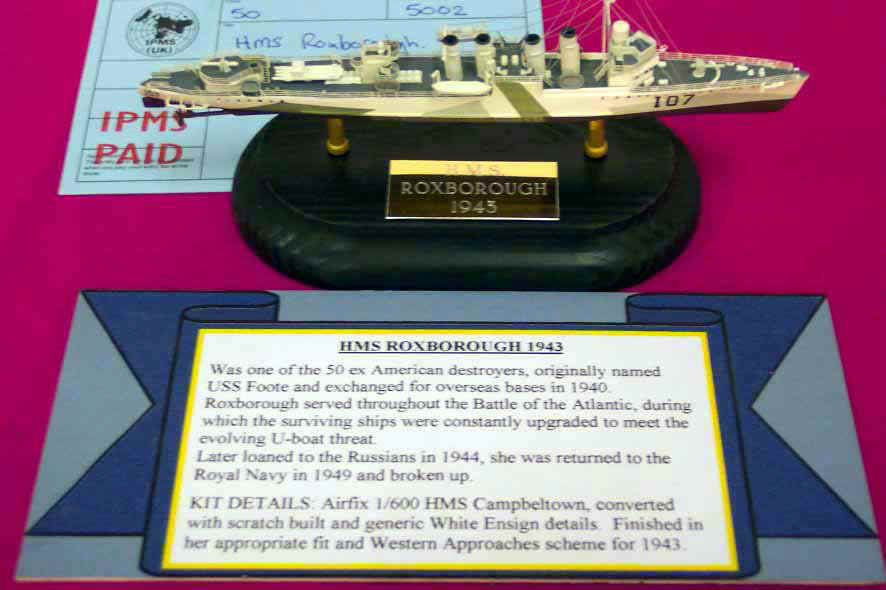 50
5002
IPMS
(UK)
Hms Roxborough.
IPMS
PAID
I07
H.M.S.
ROXBOROUGH
1943
HMS ROXBOROUGH 1943
Was one of the 50 ex American destroyers, originally named
USS Foote and exchanged for overseas bases in 1940.
Roxborough served throughout the Battle of the Atlantic, during
which the surviving ships were constantly upgraded to meet the
evolving U-boat threat.
Later loaned to the Russians in 1944, she was returned to the
Royal Navy in 1949 and broken up.
KIT DETAILS: Airfix 1/600 HMS Campbeltown, converted
with scratch built and generic White Ensign details. Finished in
her appropriate fit and Western Approaches scheme for 1943.